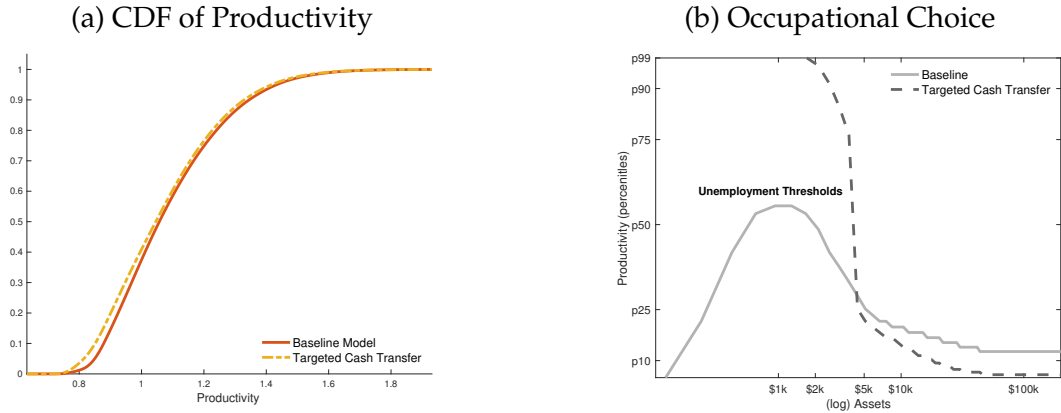 (a) CDF of Productivity
1
0.9
0.8
0.7
0.6
0.5
0.4
0.3
0.2
0.1
0
0.8
1
1.2
1.4
1.6
1.8
Productivity
Baseline Model
Targeted Cash Transfer
(b) Occupational Choice
p99
p90
p75
p50
p25
p10
Productivity (percenitles)
Baseline
Targeted Cash Transfer
Unemployment Thresholds
$1k
$2k
$5k
$10k
$100k
(log) Assets